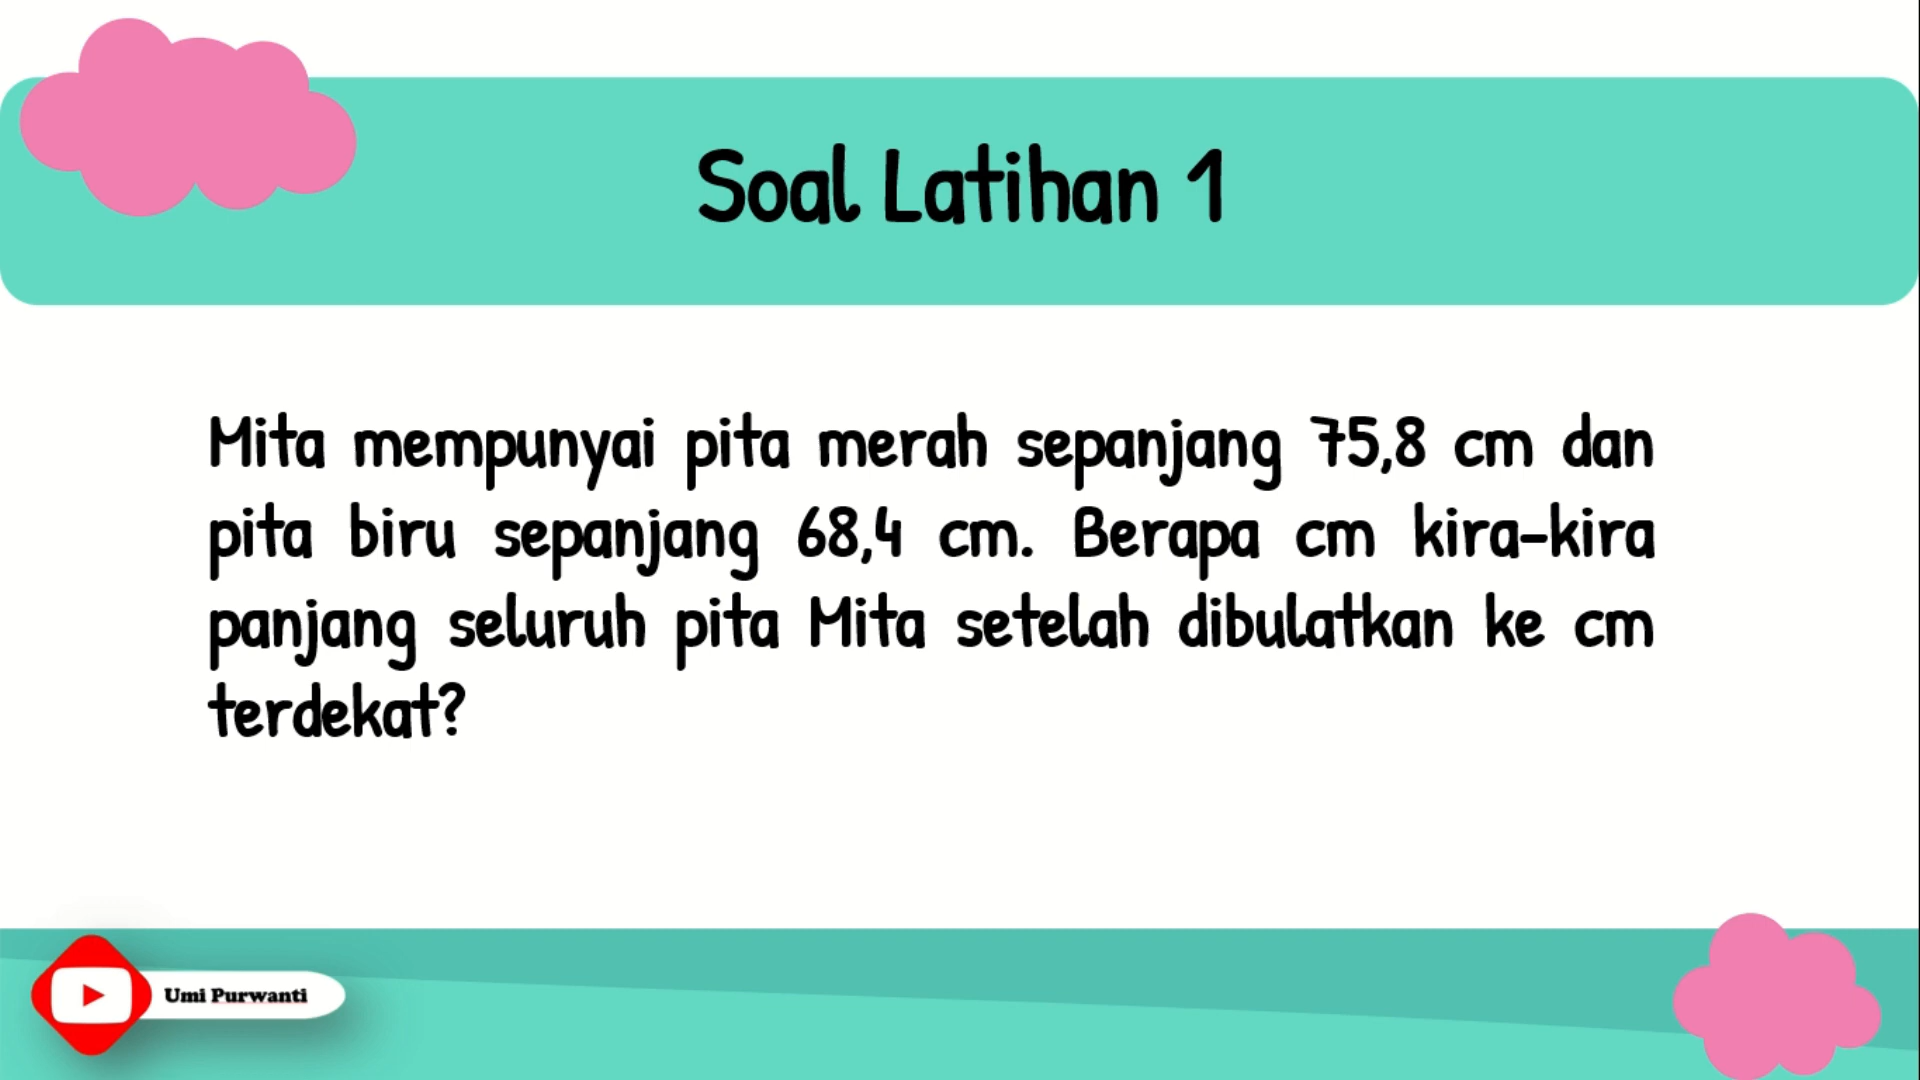 Soal Latihan 1
Mita mempunyai pita merah sepanjang 75,8 cm dan
pita biru sepanjang 68,4 cm. Berapa cm kira-kira
panjang seluruh pita Mita setelah dibulatkan ke cm
terdekat?
Umi Purwanti